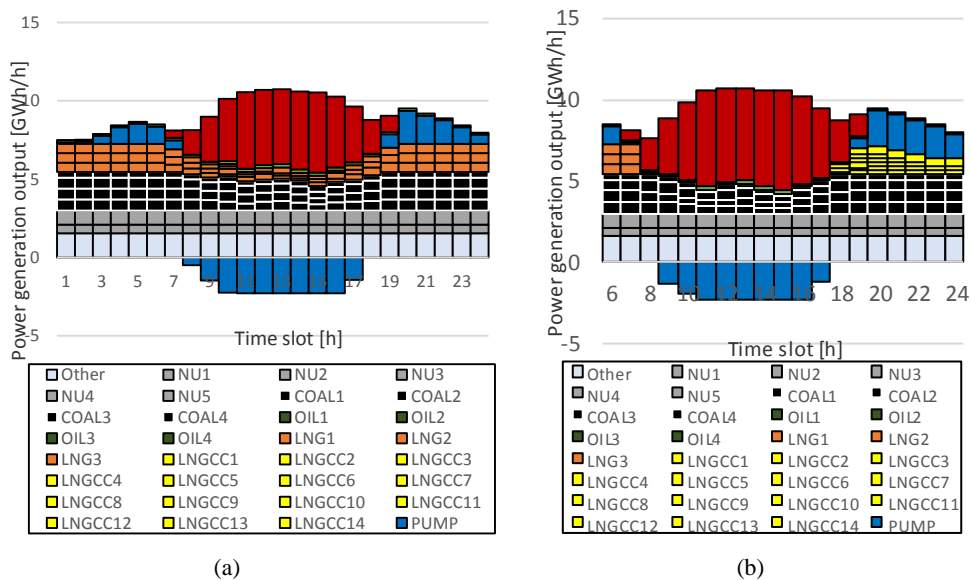 15
10
5
0
-5
Power generation output [GWh/h]
1 3 5 7 9 11 13 15 17 19 21 23
Time slot [h]
Other NU1 NU2 NU3
NU4 NU5 COAL1 COAL2
COAL3 COAL4 OIL1 OIL2
OIL3 OIL4 LNG1 LNG2
LNG3 LNGCC1 LNGCC2 LNGCC3
LNGCC4 LNGCC5 LNGCC6 LNGCC7
LNGCC8 LNGCC9 LNGCC10 LNGCC11
LNGCC12 LNGCC13 LNGCC14 PUMP
(a)
15
10
5
0
-5
Power generation output [GWh/h]
6 8 10 12 14 16 18 20 22 24
Time slot [h]
Other NU1 NU2 NU3
NU4 NU5 COAL1 COAL2
COAL3 COAL4 OIL1 OIL2
OIL3 OIL4 LNG1 LNG2
LNG3 LNGCC1 LNGCC2 LNGCC3
LNGCC4 LNGCC5 LNGCC6 LNGCC7
LNGCC8 LNGCC9 LNGCC10 LNGCC11
LNGCC12 LNGCC13 LNGCC14 PUMP
(b)